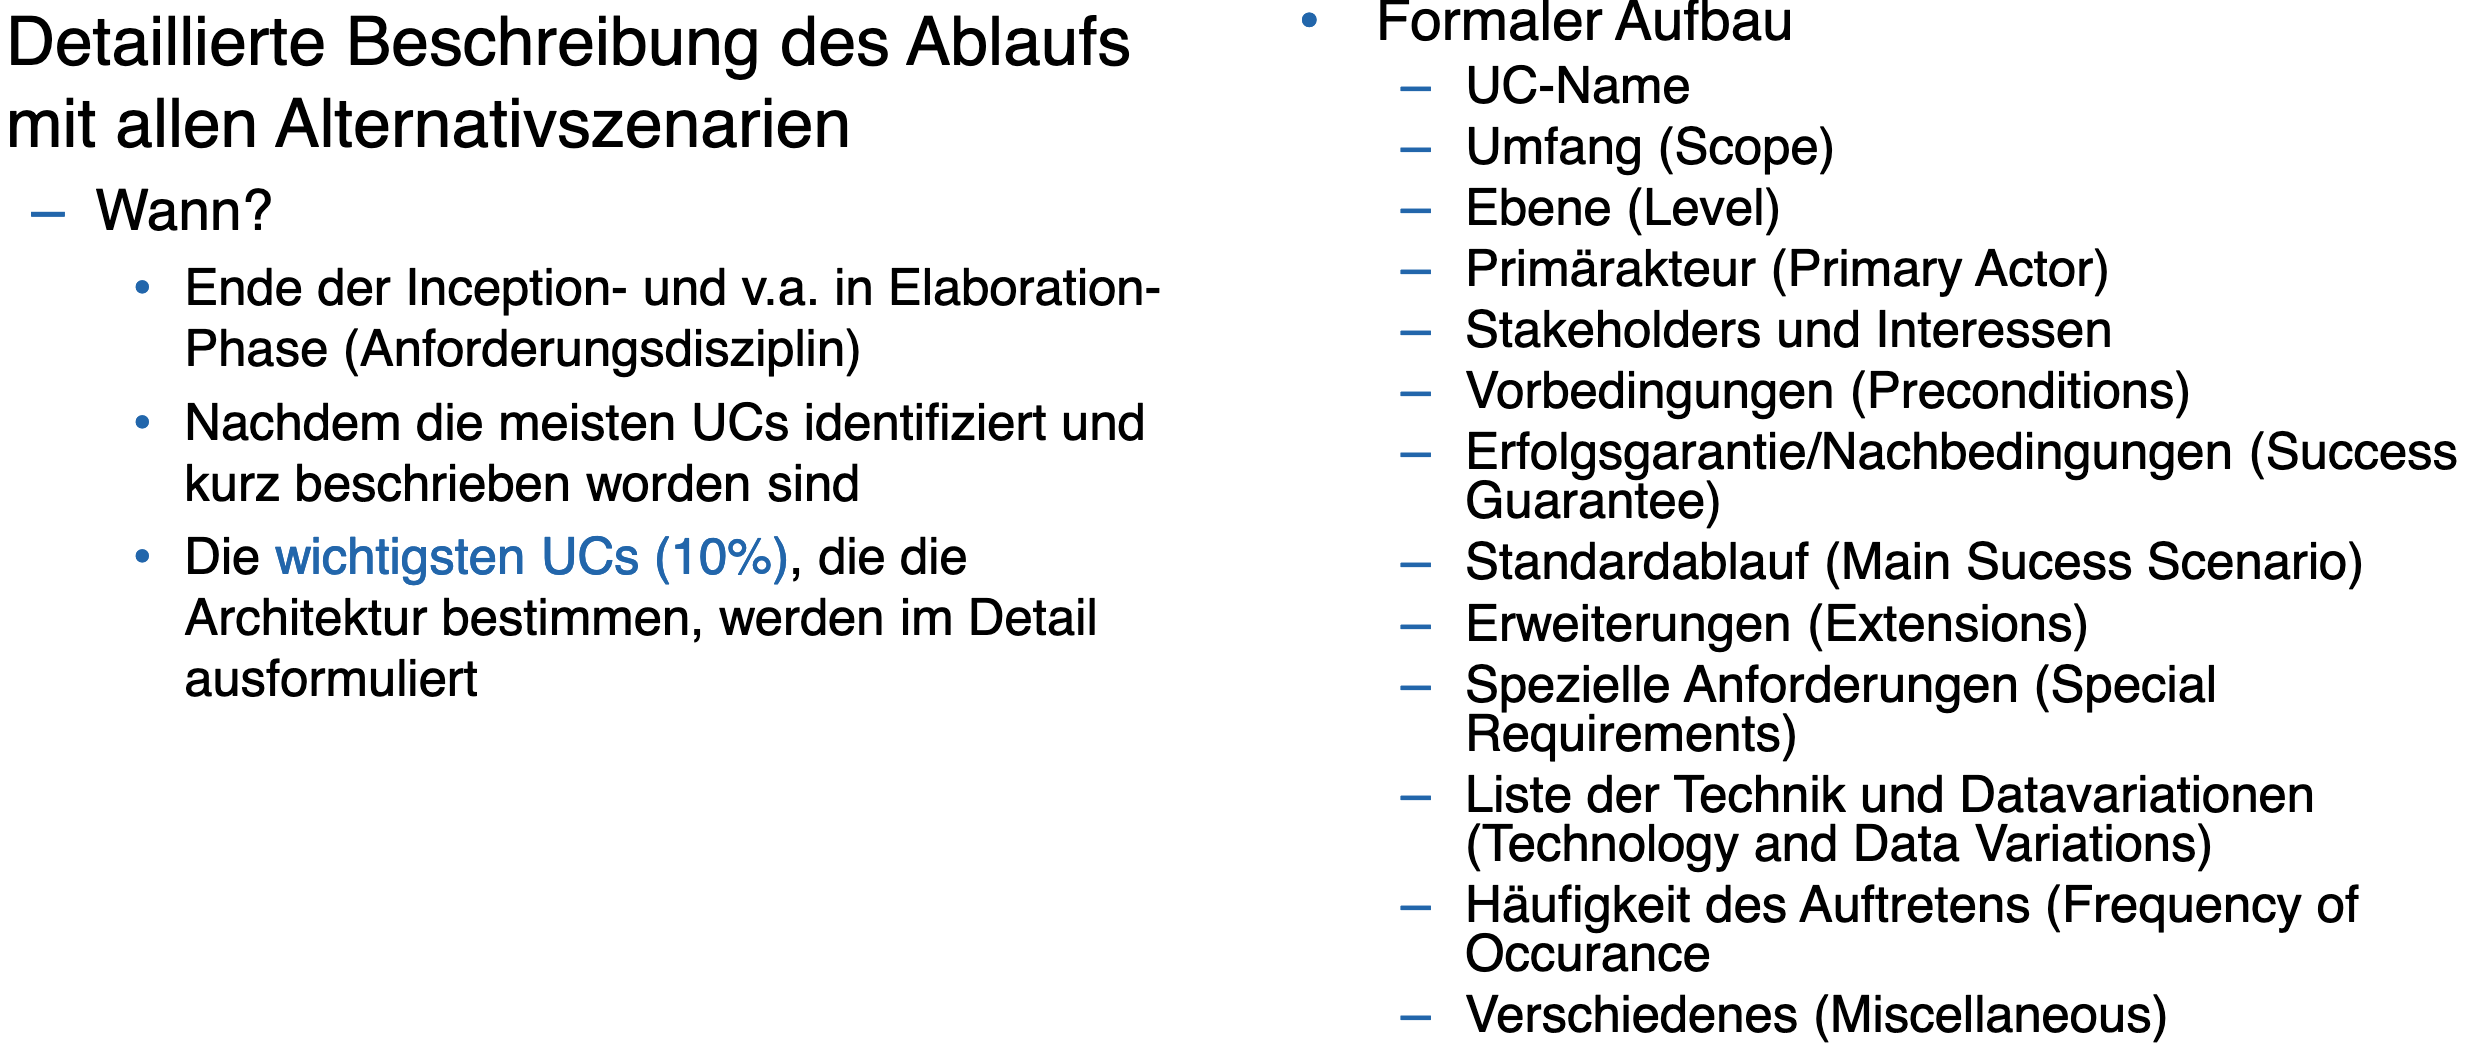 Detaillierte Beschreibung des Ablaufs
mit allen Alternativszenarien
– Wann?
• Ende der Inception- und v.a. in Elaboration-
Phase (Anforderungsdisziplin)
• Nachdem die meisten UCs identifiziert und
kurz beschrieben worden sind
• Die wichtigsten UCs (10%), die die
Architektur bestimmen, werden im Detail
ausformuliert
• Formaler Aufbau
– UC-Name
– Umfang (Scope)
– Ebene (Level)
– Primärakteur (Primary Actor)
– Stakeholders und Interessen
– Vorbedingungen (Preconditions)
– Erfolgsgarantie/Nachbedingungen (Success
Guarantee)
– Standardablauf (Main Sucess Scenario)
– Erweiterungen (Extensions)
– Spezielle Anforderungen (Special
Requirements)
– Liste der Technik und Datavariationen
(Technology and Data Variations)
– Häufigkeit des Auftretens (Frequency of
Occurance
– Verschiedenes (Miscellaneous)